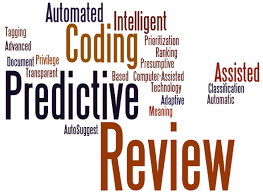 Automated
Intelligent
Tagging
Coding
Prioritization
Advanced
Ranking
Presumptive
Document
Privilege
Transparent
Based
Computer-Assisted
Assisted
Technology
Classification
Predictive
Adaptive
Automatic
Meaning
AutoSuggest
Review